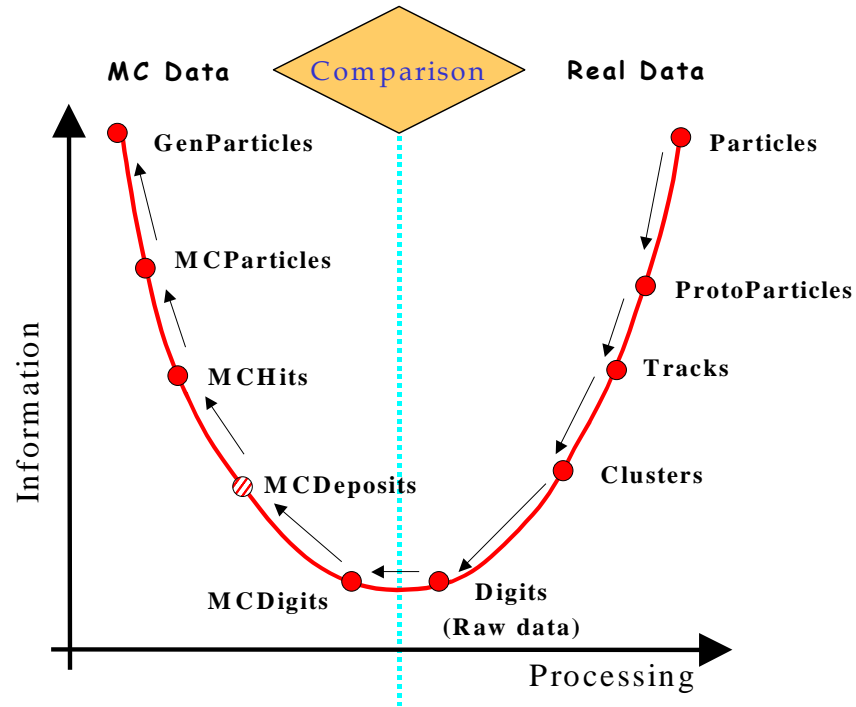 MC Data
Comparison
Real Data
GenParticles
Particles
MCParticles
ProtoParticles
MCHits
Tracks
Information
MCDeposits
Clusters
MCDigits
Digits
(Raw data)
Processing